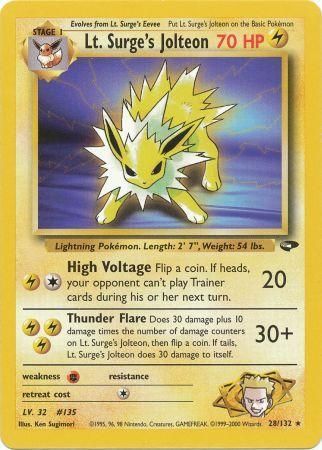 STAGE 1
Evolves from Lt. Surge's Eevee
Put Lt. Surge's Jolteon on the Basic Pokémon
Lt. Surge's Jolteon 70 HP
Lightning Pokémon. Length: 2' 7", Weight: 54 lbs.
High Voltage Flip a coin. If heads,
your opponent can't play Trainer
cards during his or her next turn.
20
Thunder Flare Does 30 damage plus 10
damage times the number of damage counters
on Lt. Surge's Jolteon, then flip a coin. If tails,
Lt. Surge's Jolteon does 30 damage to itself.
30+
weakness
resistance
retreat cost
LV. 32 #135
Illus. Ken Sugimori
©1995, 96, 98 Nintendo, Creatures, GAMEFREAK. ©1999-2000 Wizards.
28/132 ★